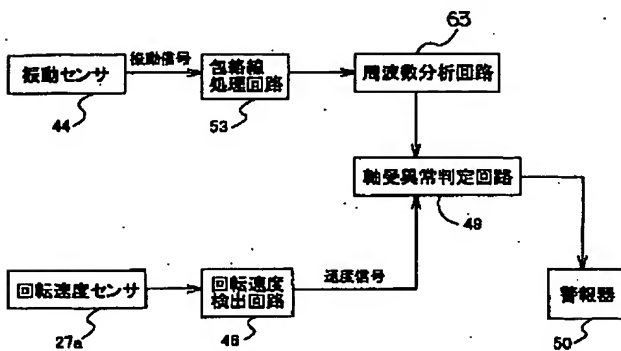 63
振動センサ
振動信号
包絡線
処理回路
周波数分析回路
44
53
軸受異常判定回路
49
回転速度センサ
回転速度
検出回路
速度信号
警報器
27a
46
50